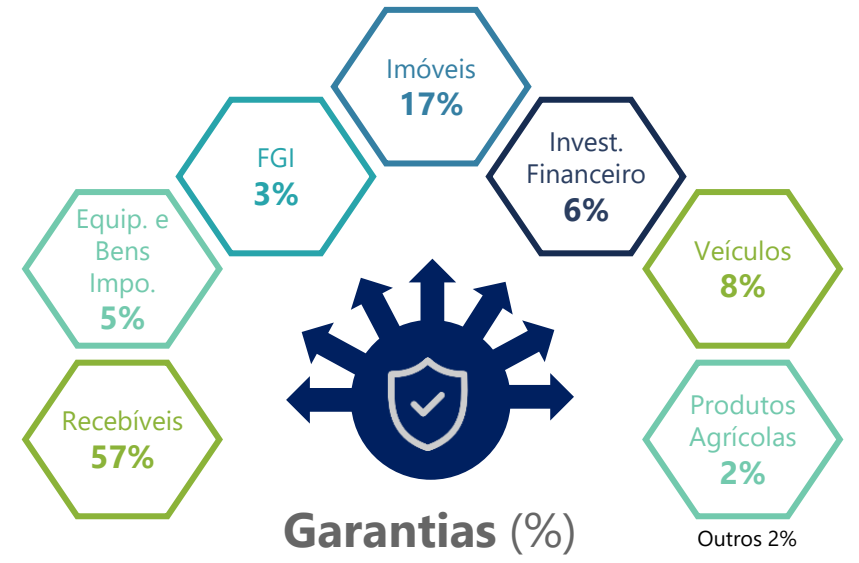 Imóveis
17%
FGI
3%
Invest.
Financeiro
6%
Equip. e
Bens
Impo.
5%
Veículos
8%
Recebíveis
57%
Produtos
Agrícolas
2%
Garantias (%)
Outros 2%